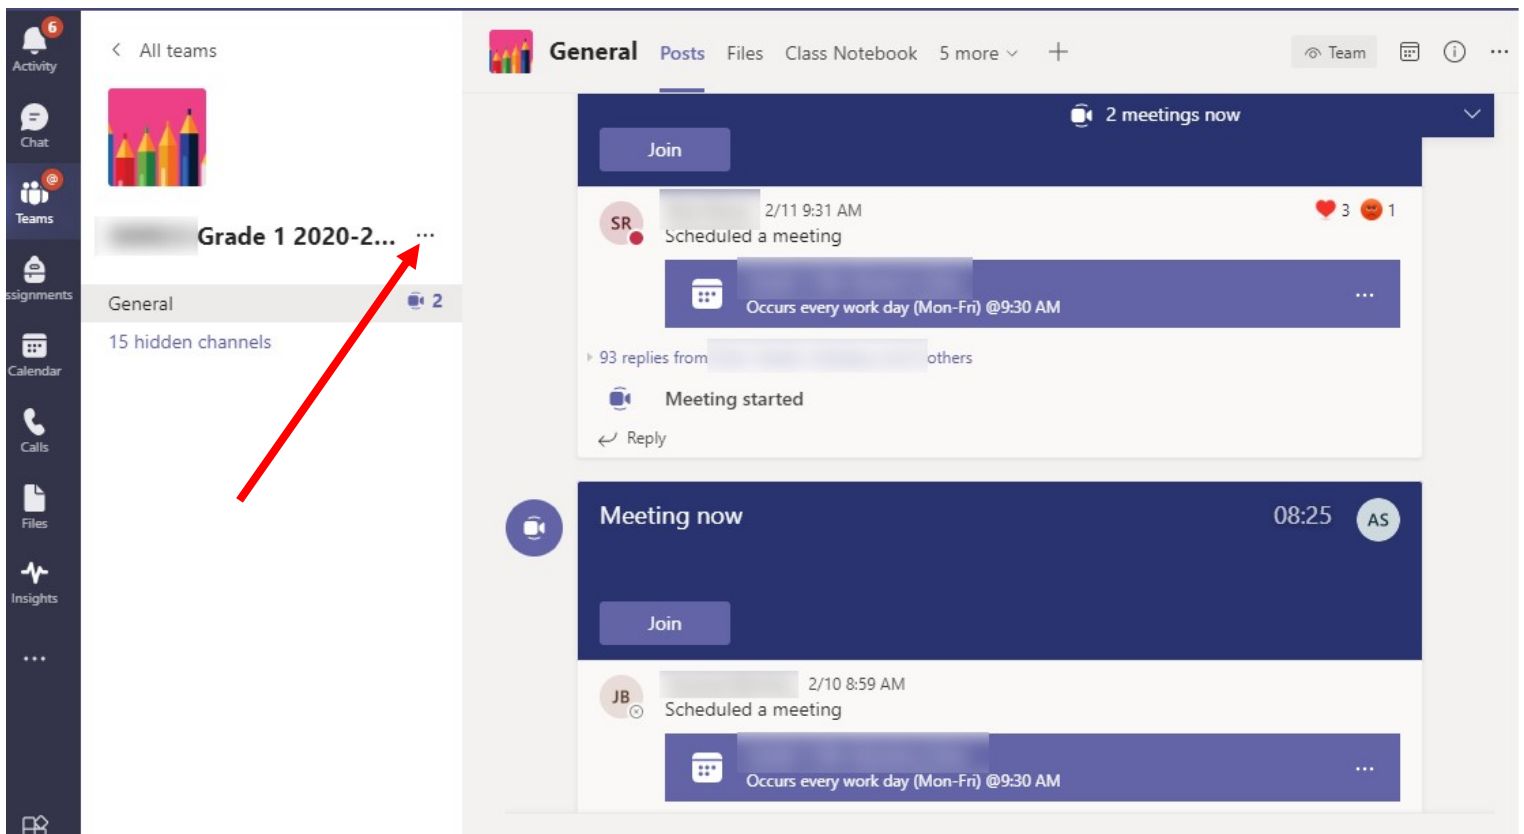 6
Activity
Chat
@
Teams
ssignments
Calendar
Calls
Files
Insights
All teams
Grade 1 2020-2... ...
General 2
15 hidden channels
General Posts Files Class Notebook 5 more + Team ...
2 meetings now
Join
SR 2/11 9:31 AM 3 1
Scheduled a meeting
Occurs every work day (Mon-Fri) @9:30 AM ...
93 replies from others
Meeting started
Reply
Meeting now 08:25 AS
Join
JB 2/10 8:59 AM
Scheduled a meeting
Occurs every work day (Mon-Fri) @9:30 AM ...